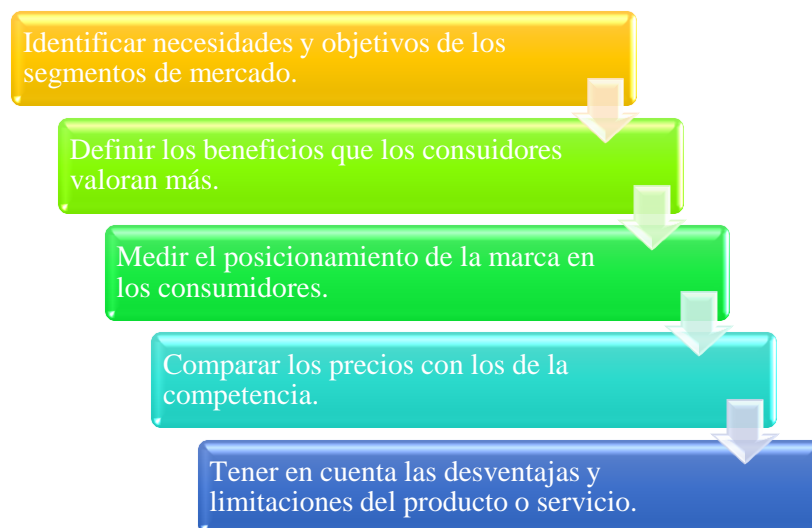 Identificar necesidades y objetivos de los
segmentos de mercado.
Definir los beneficios que los consuidores
valoran más.
Medir el posicionamiento de la marca en
los consumidores.
Comparar los precios con los de la
competencia.
Tener en cuenta las desventajas y
limitaciones del producto o servicio.